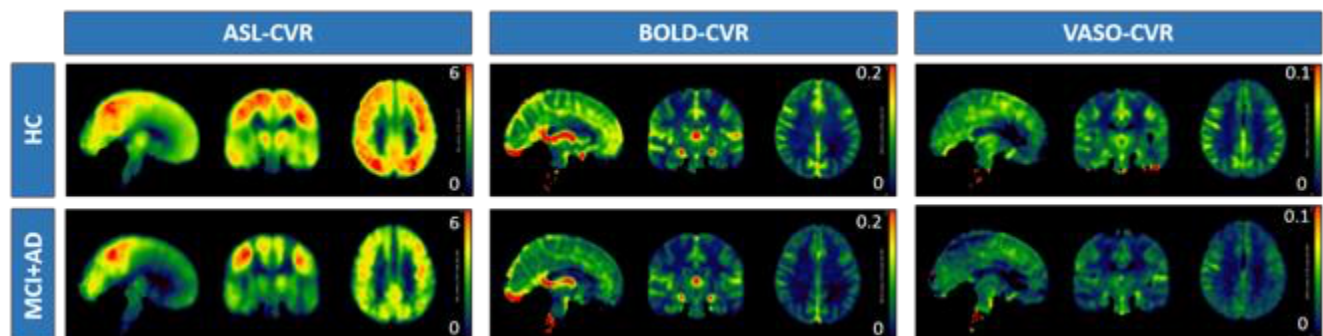 ASL-CVR BOLD-CVR VASO-CVR
HC
6 0.2 0.1
0 0 0
MCI+AD
6 0.2 0.1
0 0 0